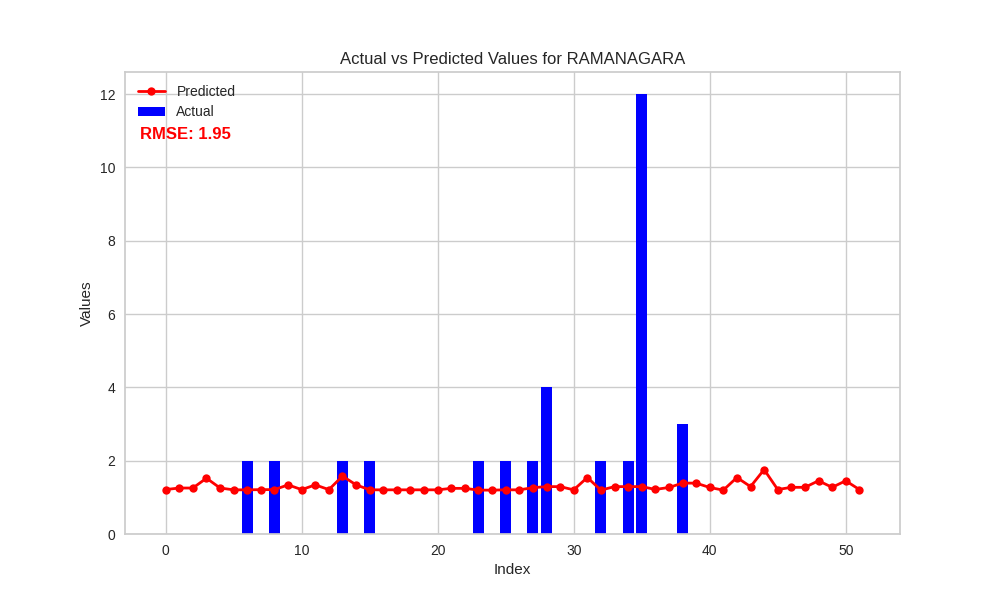 Actual vs Predicted Values for RAMANAGARA
Predicted
Actual
RMSE: 1.95
12
10
8
6
4
2
0
Values
0 10 20 30 40 50
Index